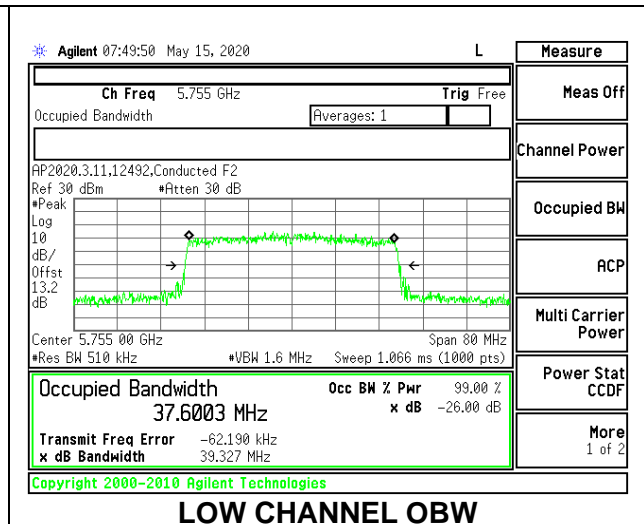 Agilent 07:49:50 May 15, 2020 L Measure
Ch Freq 5.755 GHz Trig Free
Meas Off
Occupied Bandwidth Averages: 1
Channel Power
AP2020.3.11,12492,Conducted F2
Ref 30 dBm #Atten 30 dB
#Peak
Log
10
dB/
Offst
13.2
dB
Occupied BW
ACP
Center 5.755 00 GHz Span 80 MHz
#Res BW 510 kHz #VBW 1.6 MHz Sweep 1.066 ms (1000 pts)
Multi Carrier
Power
Occupied Bandwidth Occ BW % Pwr 99.00 %
37.6003 MHz x dB -26.00 dB
Power Stat
CCDF
Transmit Freq Error -62.190 kHz
x dB Bandwidth 39.327 MHz
More
1 of 2
Copyright 2000-2010 Agilent Technologies
LOW CHANNEL OBW